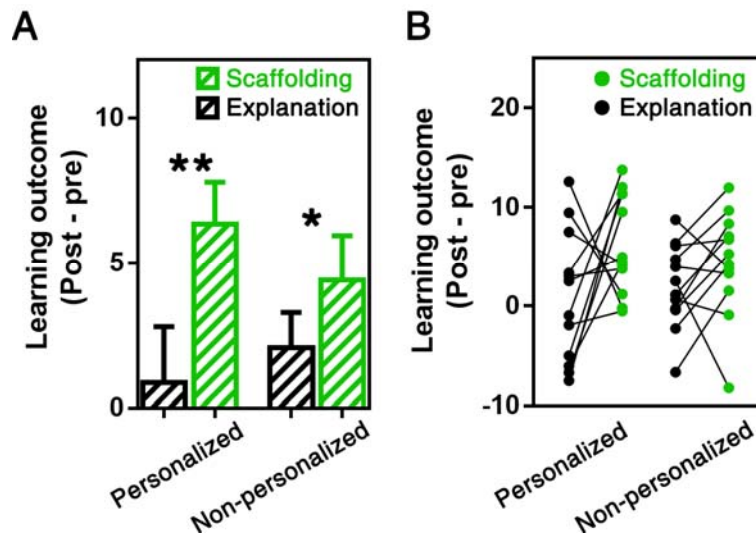 A
Scaffolding
Explanation
10
5
0
Learning outcome
(Post - pre)
**
*
Personalized
Non-personalized
B
Scaffolding
Explanation
20
10
0
-10
Learning outcome
(Post - pre)
Personalized
Non-personalized